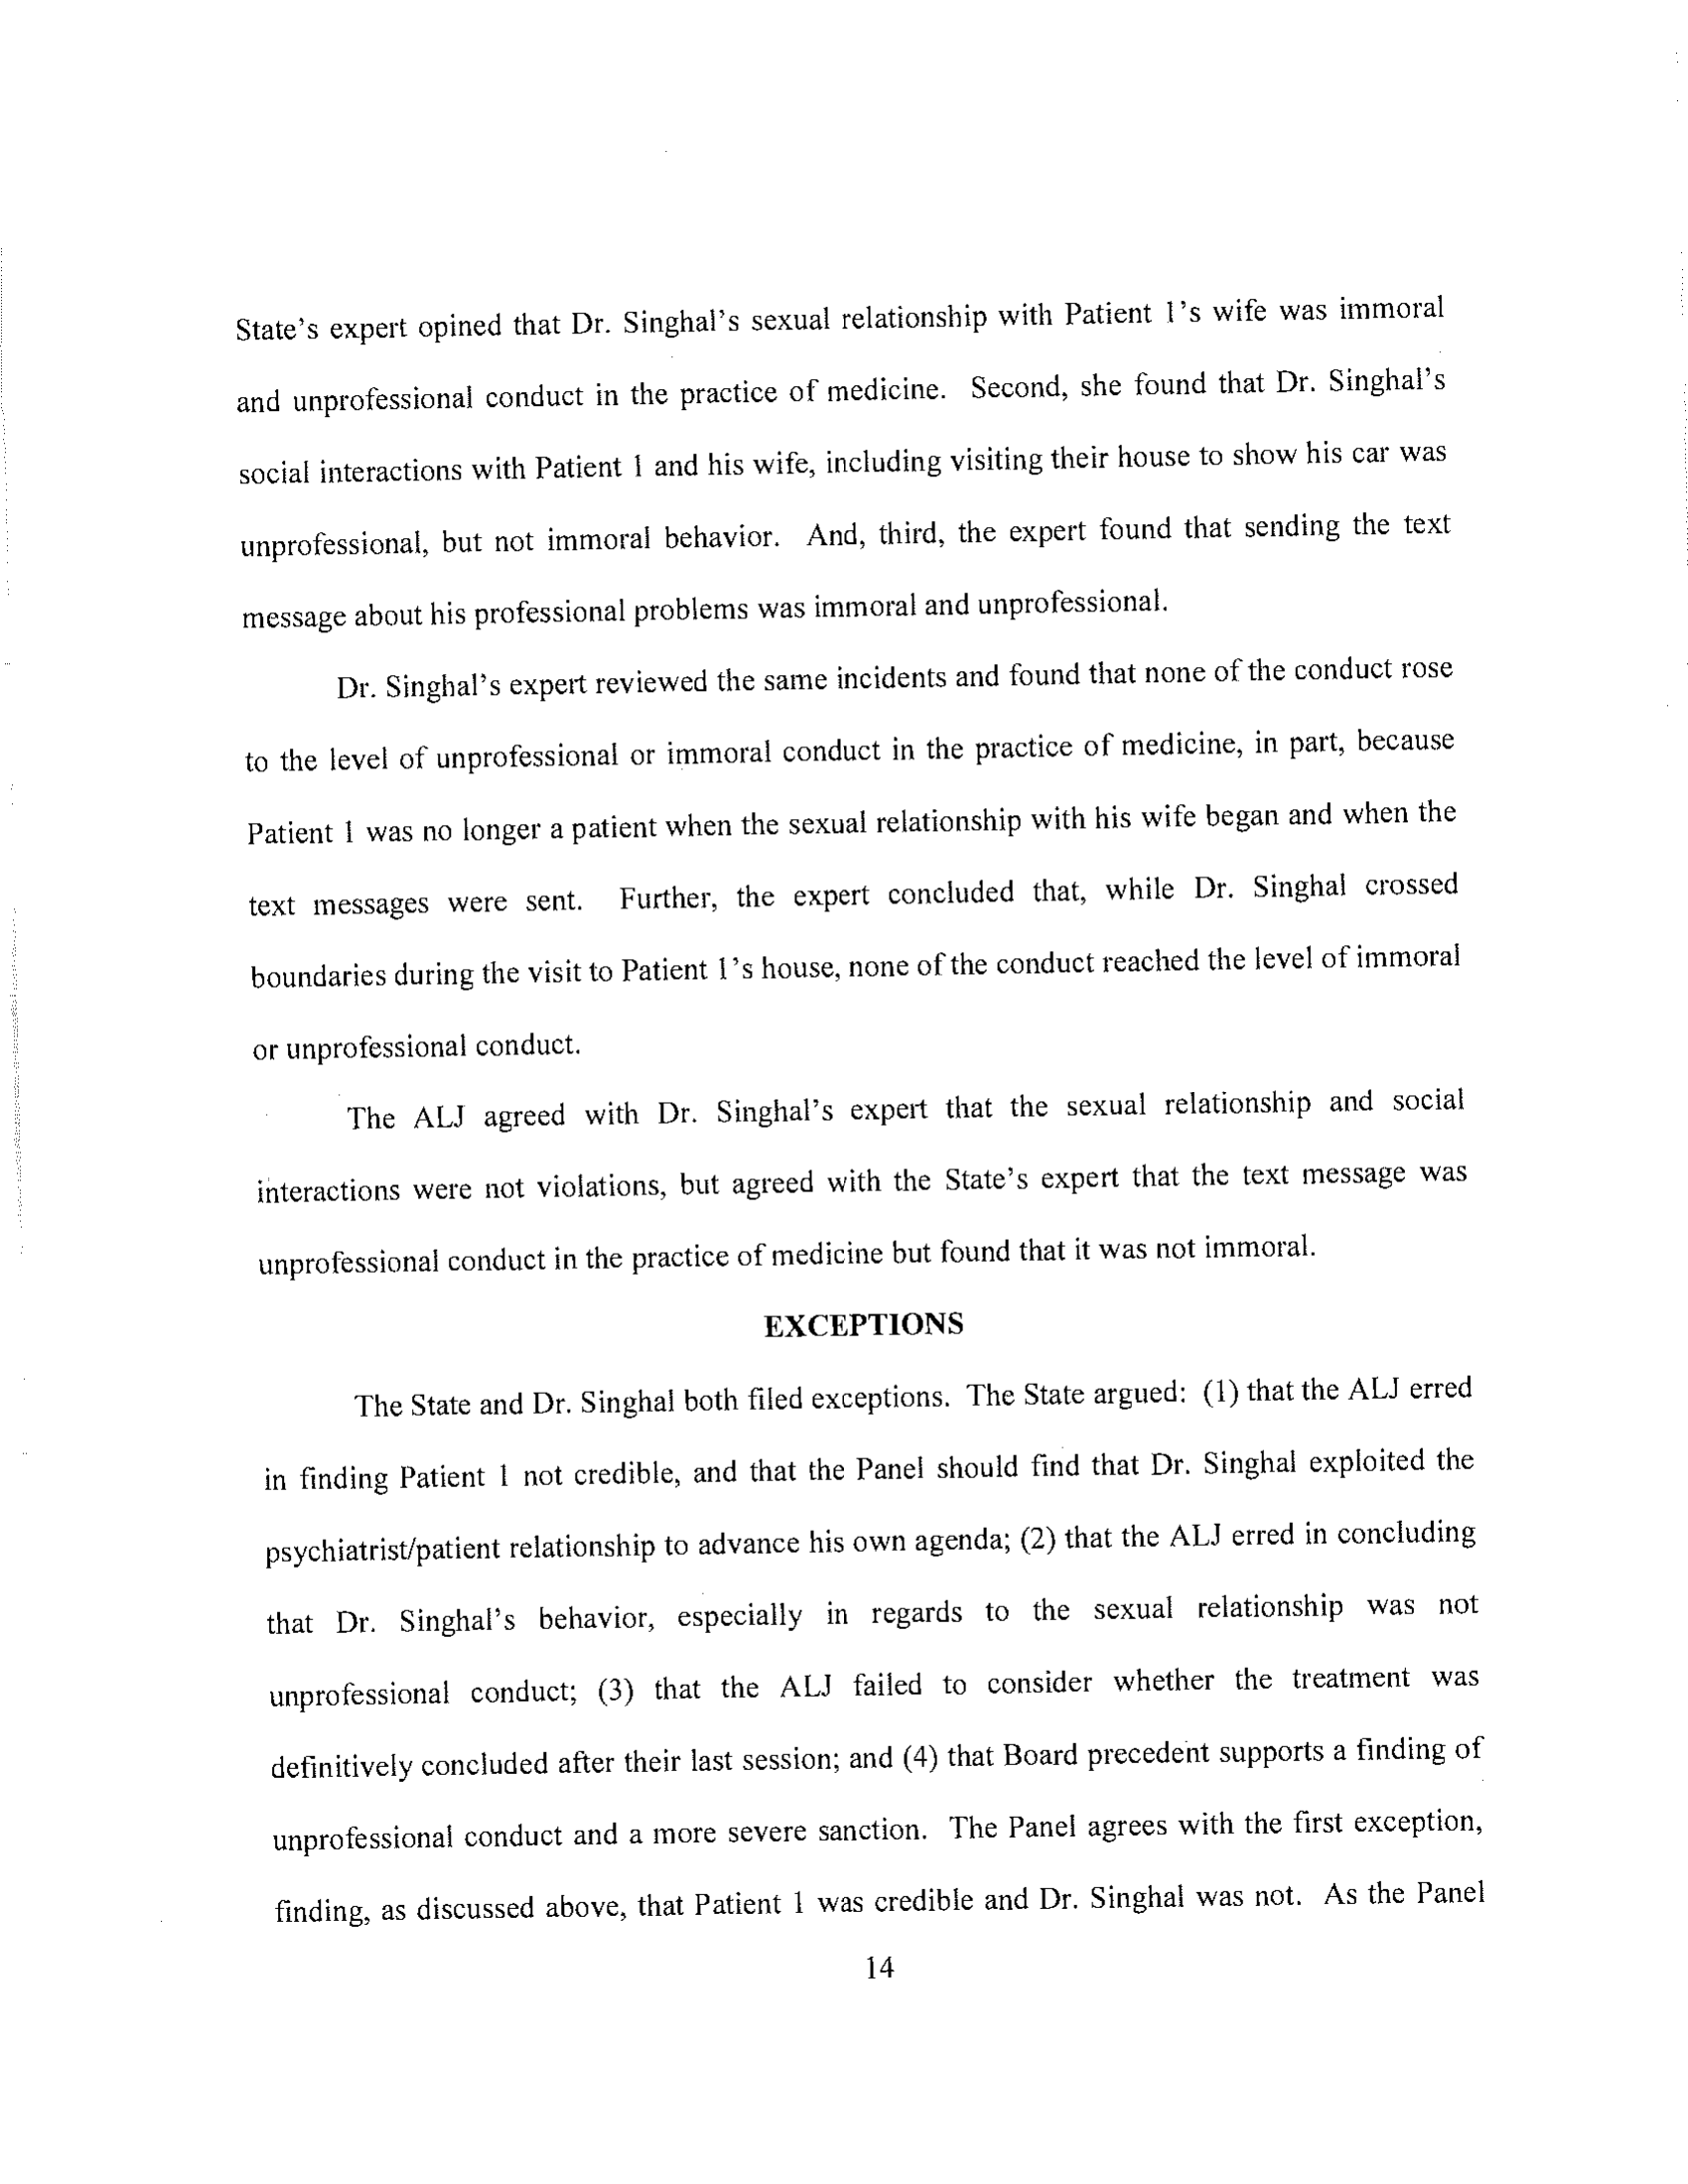 State's expert opined that Dr. Singhal's sexual relationship with Patient 1's wife was immoral
and unprofessional conduct in the practice of medicine. Second, she found that Dr. Singhal's
social interactions with Patient 1 and his wife, including visiting their house to show his car was
unprofessional, but not immoral behavior. And, third, the expert found that sending the text
message about his professional problems was immoral and unprofessional.
Dr. Singhal's expert reviewed the same incidents and found that none of the conduct rose
to the level of unprofessional or immoral conduct in the practice of medicine, in part, because
Patient 1 was no longer a patient when the sexual relationship with his wife began and when the
text messages were sent. Further, the expert concluded that, while Dr. Singhal crossed
boundaries during the visit to Patient 1's house, none of the conduct reached the level of immoral
or unprofessional conduct.
The ALJ agreed with Dr. Singhal's expert that the sexual relationship and social
interactions were not violations, but agreed with the State's expert that the text message was
unprofessional conduct in the practice of medicine but found that it was not immoral.
EXCEPTIONS
The State and Dr. Singhal both filed exceptions. The State argued: (1) that the ALJ erred
in finding Patient 1 not credible, and that the Panel should find that Dr. Singhal exploited the
psychiatrist/patient relationship to advance his own agenda; (2) that the ALJ erred in concluding
that Dr. Singhal's behavior, especially in regards to the sexual relationship was not
unprofessional conduct; (3) that the ALJ failed to consider whether the treatment was
definitively concluded after their last session; and (4) that Board precedent supports a finding of
unprofessional conduct and a more severe sanction. The Panel agrees with the first exception,
finding, as discussed above, that Patient 1 was credible and Dr. Singhal was not. As the Panel
14